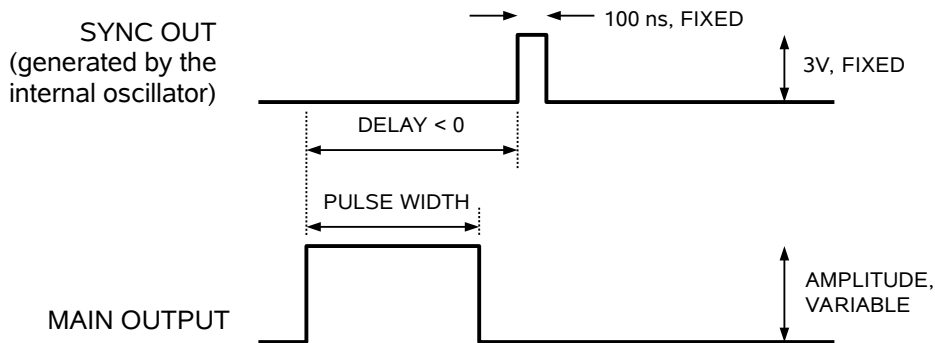 100 ns, FIXED
SYNC OUT
(generated by the
internal oscillator)
3V, FIXED
DELAY < 0
PULSE WIDTH
AMPLITUDE,
VARIABLE
MAIN OUTPUT